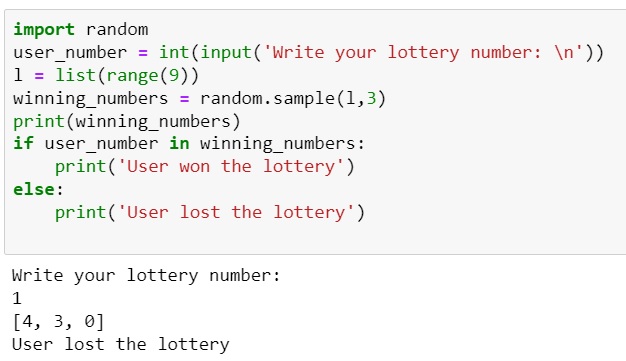 import random
user_number = int(input('Write your lottery number: \n'))
l = list(range(9))
winning_numbers = random.sample(l,3)
print(winning_numbers)
if user_number in winning_numbers:
    print('User won the lottery')
else:
    print('User lost the lottery')
Write your lottery number:
1
[4, 3, 0]
User lost the lottery